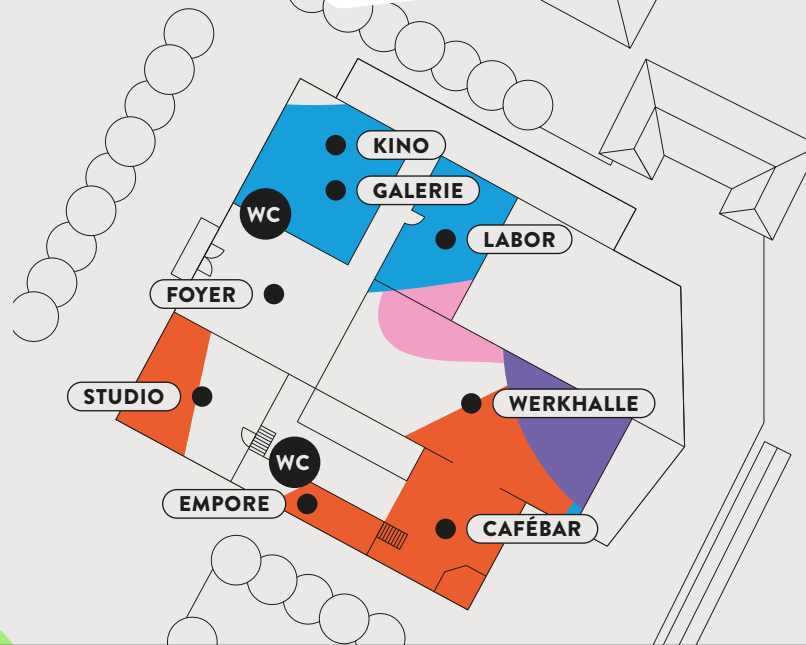 KINO
GALERIE
WC
LABOR
FOYER
STUDIO
WERKHALLE
WC
EMPORE
CAFÉBAR